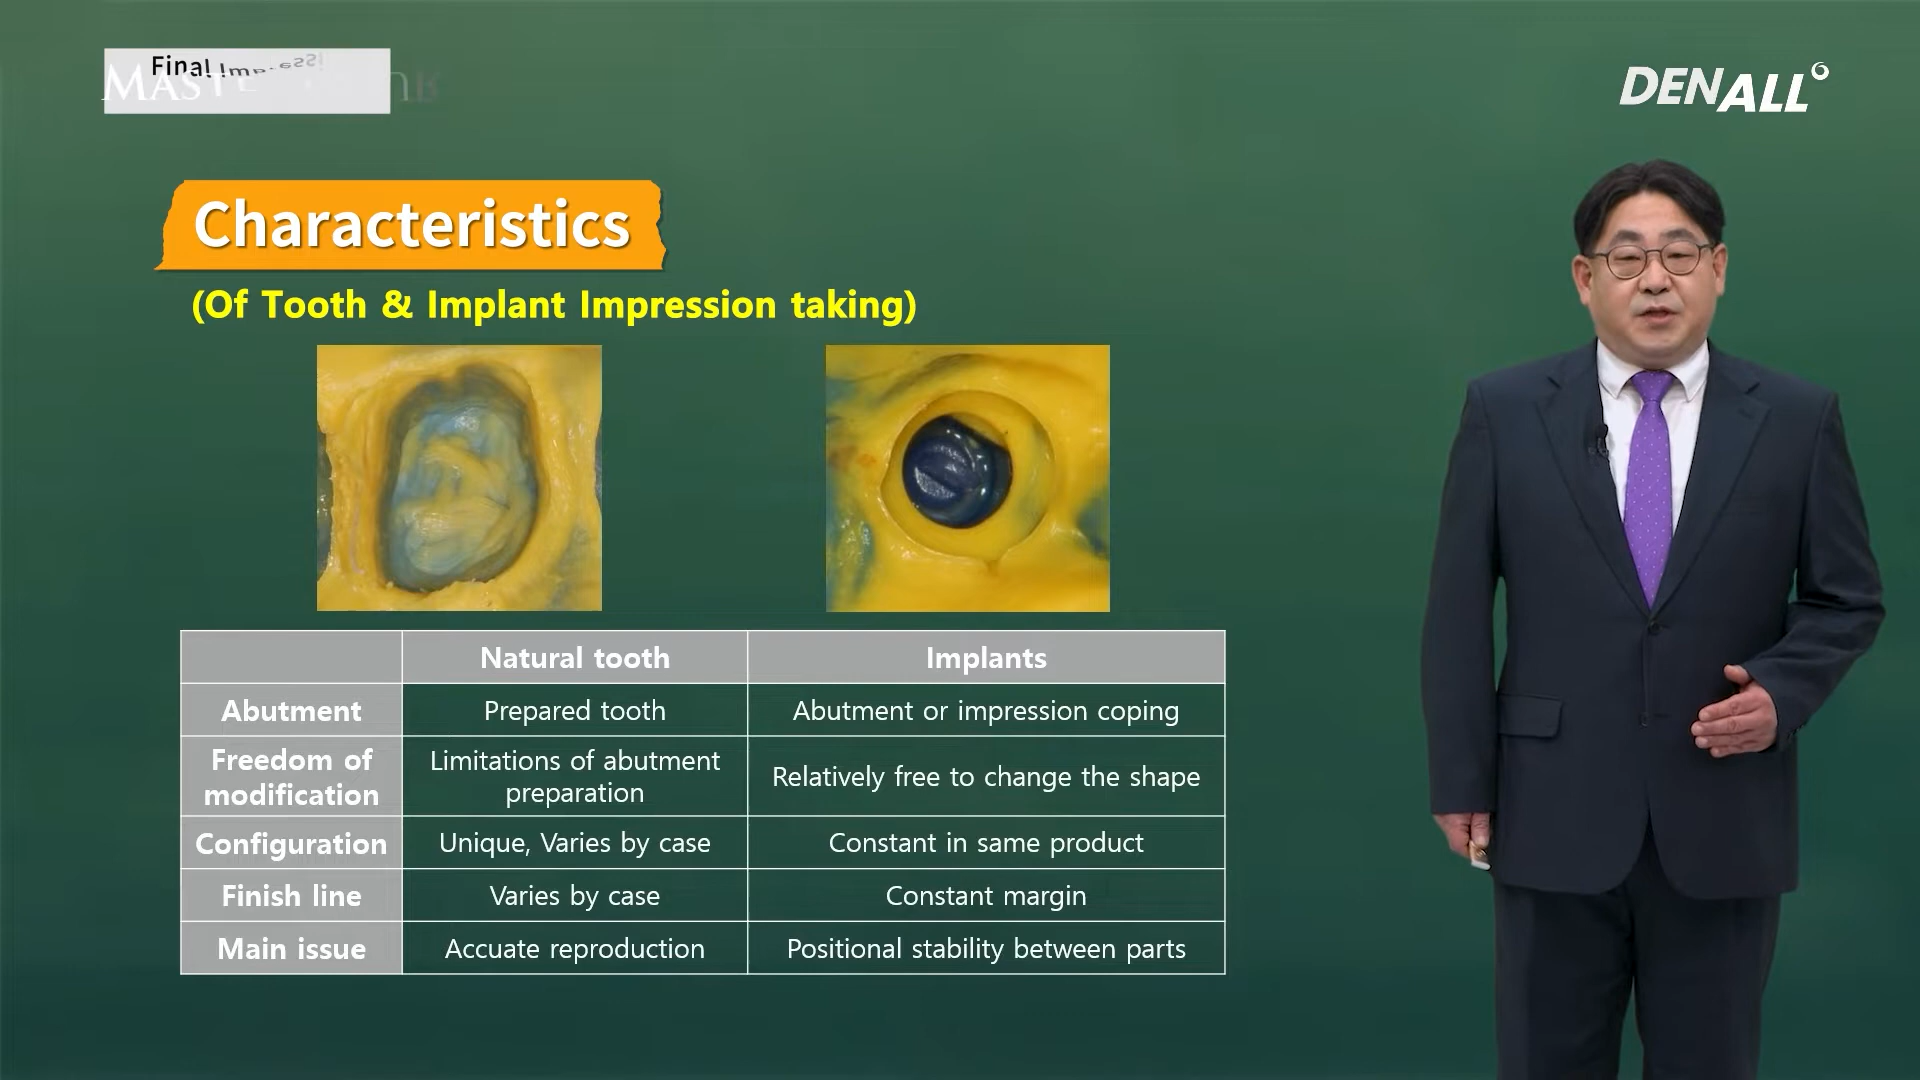 Final
DENALL
Characteristics
(Of Tooth & Implant Impression taking)
Natural tooth Implants
Abutment Prepared tooth Abutment or impression coping
Freedom of modification Limitations of abutment preparation Relatively free to change the shape
Configuration Unique, Varies by case Constant in same product
Finish line Varies by case Constant margin
Main issue Accuate reproduction Positional stability between parts